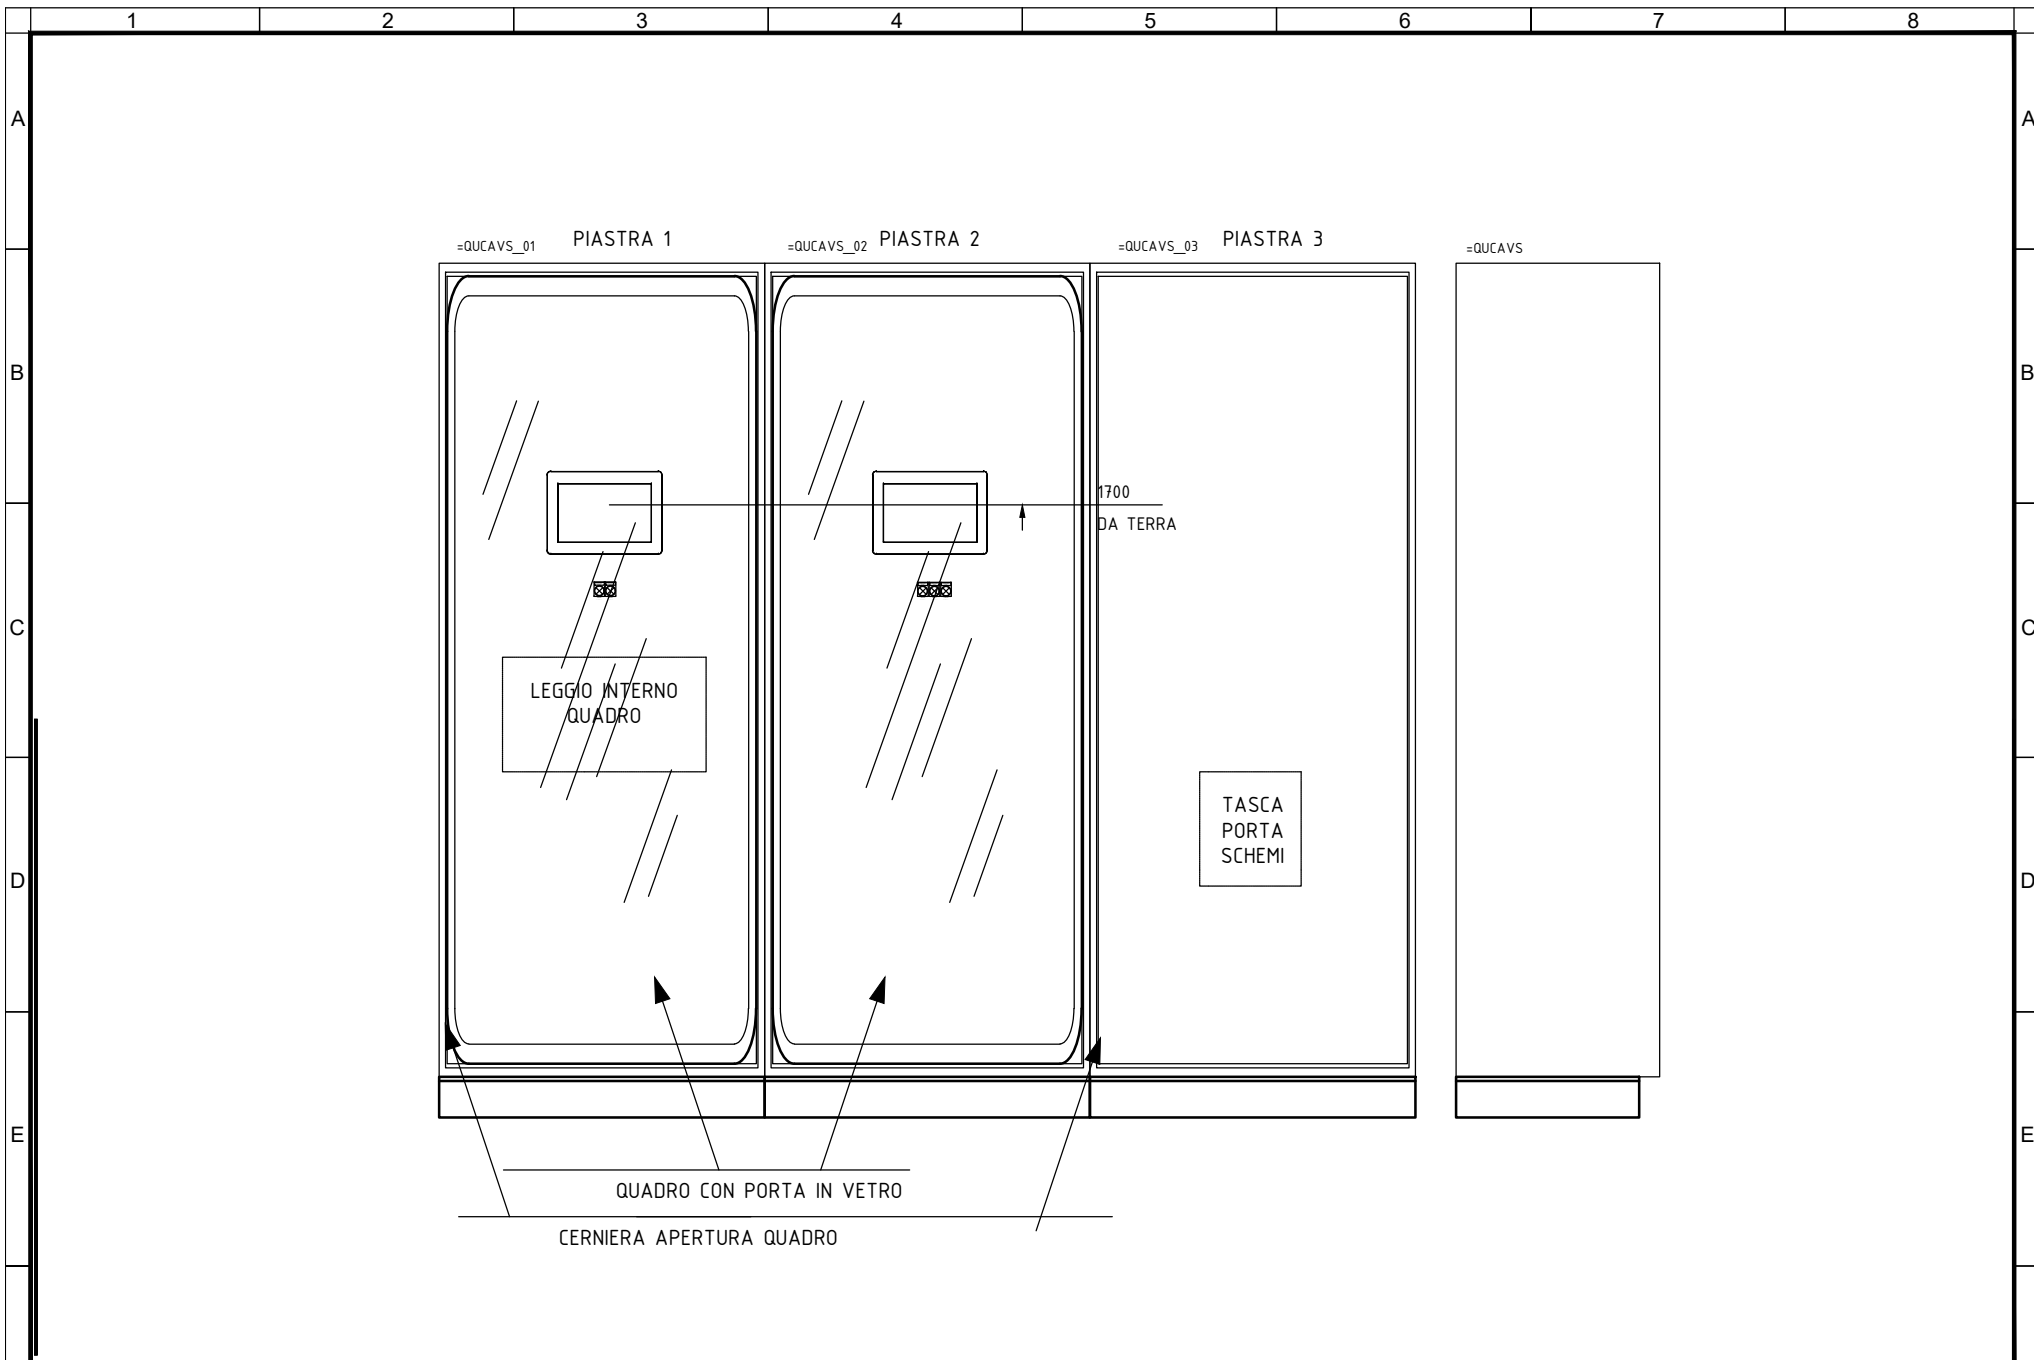 1 2 3 4 5 6 7 8
A A
=QUCAVS_01 PIASTRA 1 =QUCAVS_02 PIASTRA 2 =QUCAVS_03 PIASTRA 3 =QUCAVS
B B
1700
C C
DA TERRA
LEGGIO INTERNO
QUADRO
TASCA
PORTA
SCHEMI
D D
E E
QUADRO CON PORTA IN VETRO
CERNIERA APERTURA QUADRO